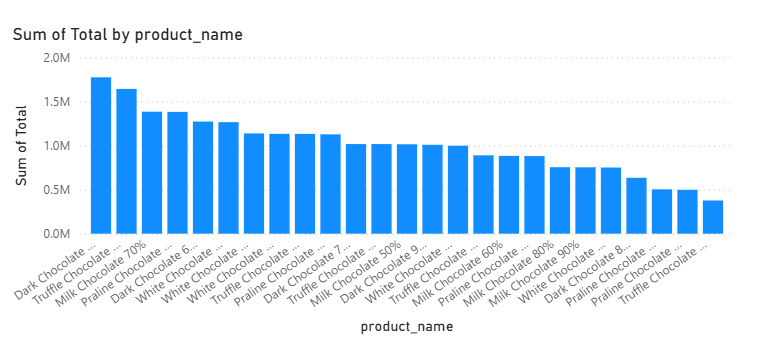 Sum of Total by product_name
2.0M
1.5M
1.0M
0.5M
0.0M
Sum of Total
Dark Chocolate ...
Truffle Chocolate ...
Milk Chocolate 70%
Praline Chocolate ...
Dark Chocolate 6...
White Chocolate ...
White Chocolate ...
White Chocolate ...
Truffle Chocolate ...
Praline Chocolate ...
Dark Chocolate 7...
Truffle Chocolate ...
Milk Chocolate 50%
Dark Chocolate 9...
White Chocolate ...
Truffle Chocolate ...
Milk Chocolate 60%
Praline Chocolate ...
Milk Chocolate 80%
Milk Chocolate 90%
White Chocolate ...
Dark Chocolate 8...
Praline Chocolate ...
Praline Chocolate ...
Truffle Chocolate ...
product_name